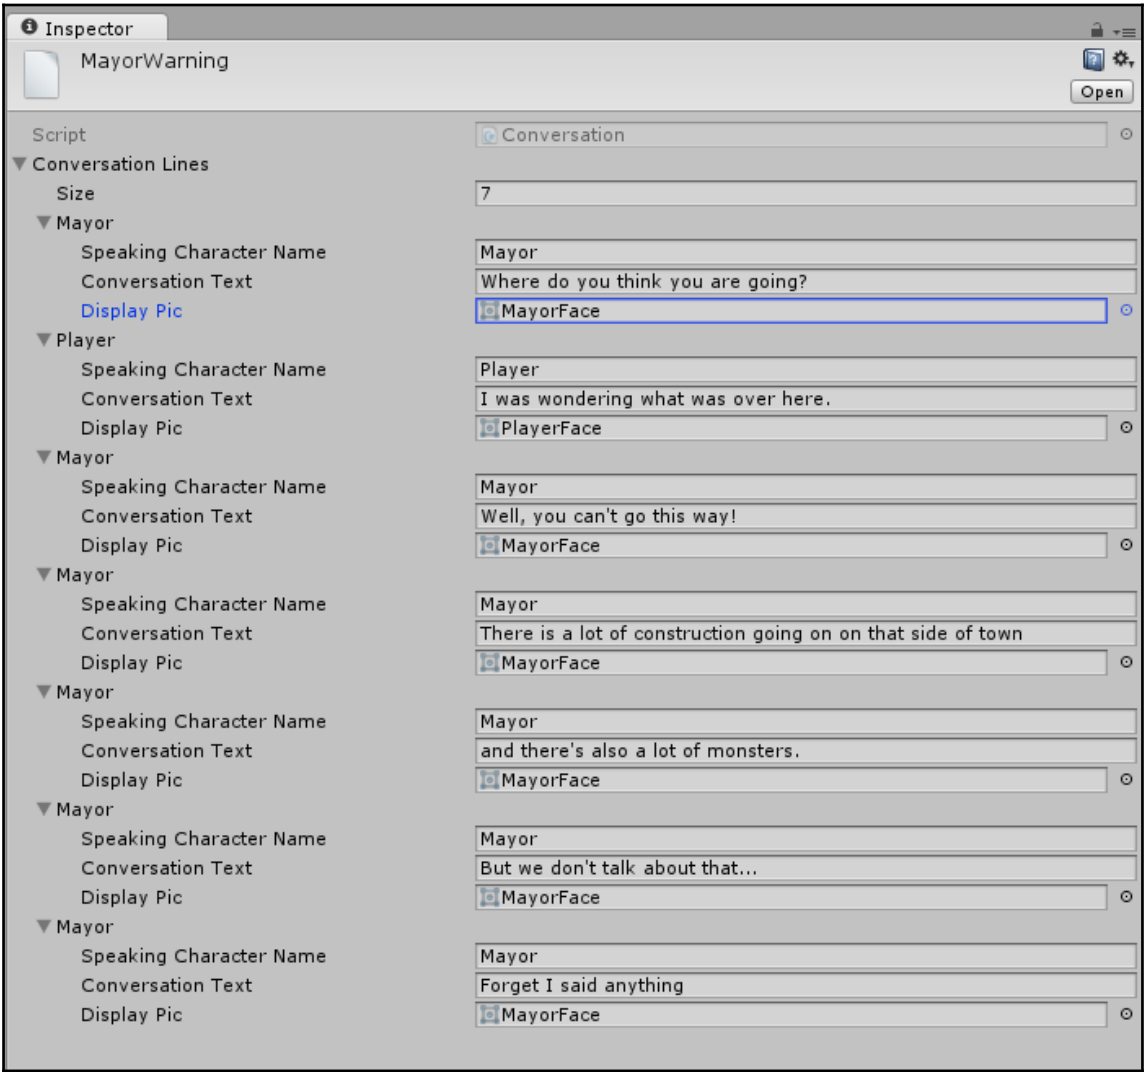 Inspector
MayorWarning
Open
Script Conversation
Conversation Lines
Size 7
Mayor
Speaking Character Name Mayor
Conversation Text Where do you think you are going?
Display Pic MayorFace
Player
Speaking Character Name Player
Conversation Text I was wondering what was over here.
Display Pic PlayerFace
Mayor
Speaking Character Name Mayor
Conversation Text Well, you can't go this way!
Display Pic MayorFace
Mayor
Speaking Character Name Mayor
Conversation Text There is a lot of construction going on on that side of town
Display Pic MayorFace
Mayor
Speaking Character Name Mayor
Conversation Text and there's also a lot of monsters.
Display Pic MayorFace
Mayor
Speaking Character Name Mayor
Conversation Text But we don't talk about that...
Display Pic MayorFace
Mayor
Speaking Character Name Mayor
Conversation Text Forget I said anything
Display Pic MayorFace